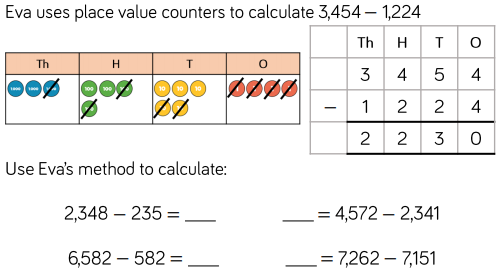 Eva uses place value counters to calculate 3,454 – 1,224
Th H T O
1000 1000 1000 100 100 100 10 10 10 1 1 1 1
100 10 10
Th H T O
3 4 5 4
– 1 2 2 4
2 2 3 0
Use Eva's method to calculate:
2,348 – 235 = ___ ___ = 4,572 – 2,341
6,582 – 582 = ___ ___ = 7,262 – 7,151